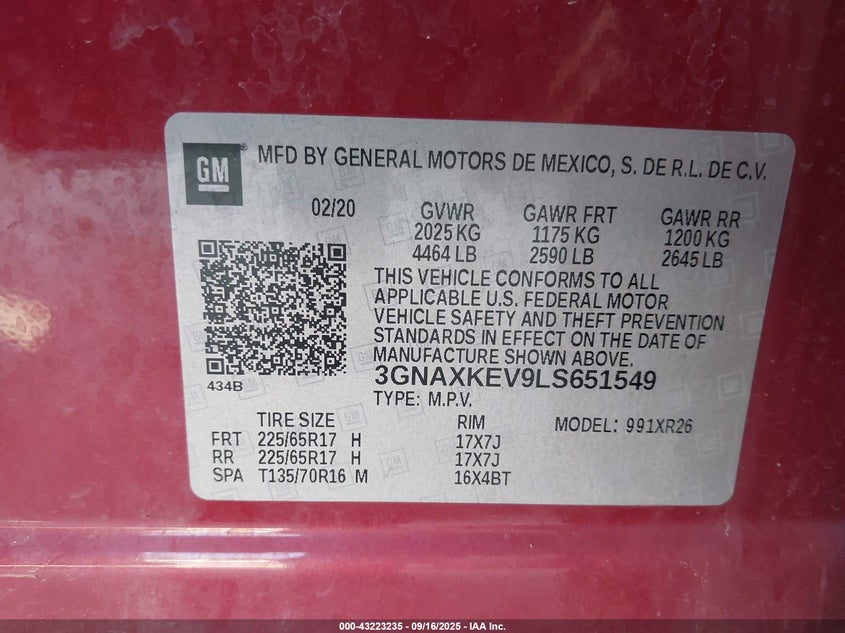 GM ® MFD BY GENERAL MOTORS DE MEXICO, S. DE R.L. DE C.V.
02/20 GVWR GAWR FRT GAWR RR
2025 KG 1175 KG 1200 KG
4464 LB 2590 LB 2645 LB
THIS VEHICLE CONFORMS TO ALL
APPLICABLE U.S. FEDERAL MOTOR
VEHICLE SAFETY AND THEFT PREVENTION
STANDARDS IN EFFECT ON THE DATE OF
MANUFACTURE SHOWN ABOVE.
434B 3GNAXKEV9LS651549
TYPE: M.P.V.
TIRE SIZE RIM MODEL: 991XR26
FRT 225/65R17 H 17X7J
RR 225/65R17 H 17X7J
SPA T135/70R16 M 16X4BT
000-43223235 - 09/16/2025 - IAA Inc.